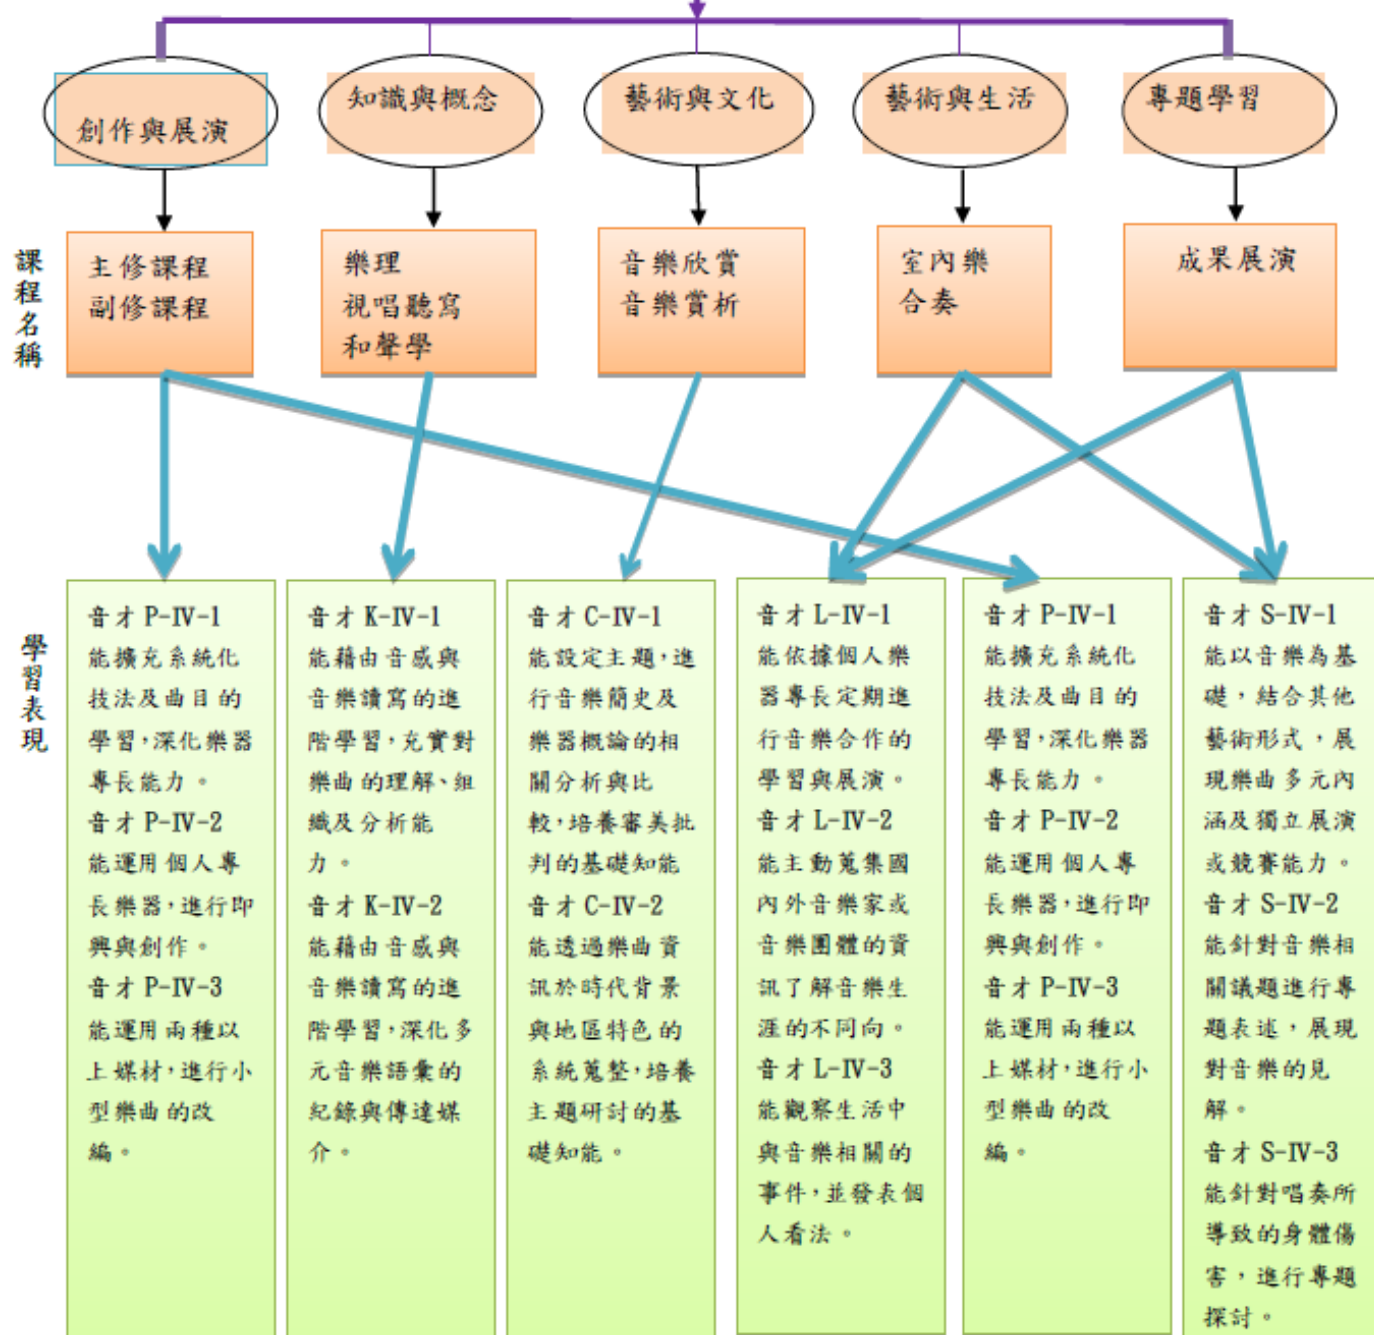 創作與展演
知識與概念
藝術與文化
藝術與生活
專題學習
課程名稱
主修課程
副修課程
樂理
視唱聽寫
和聲學
音樂欣賞
音樂賞析
室內樂
合奏
成果展演
學習表現
音才 P-IV-1
能擴充系統化
技法及曲目的
學習，深化樂器
專長能力。
音才 P-IV-2
能運用個人專
長樂器，進行即
興與創作。
音才 P-IV-3
能運用兩種以
上媒材，進行小
型樂曲的改
編。
音才 K-IV-1
能藉由音感與
音樂讀寫的進
階學習，充實對
樂曲的理解、組
織及分析能
力。
音才 K-IV-2
能藉由音感與
音樂讀寫的進
階學習，深化多
元音樂語彙的
紀錄與傳達媒
介。
音才 C-IV-1
能設定主題，進
行音樂簡史及
樂器概論的相
關分析與比
較，培養審美批
判的基礎知能
音才 C-IV-2
能透過樂曲資
訊於時代背景
與地區特色的
系統蒐整，培養
主題研討的基
礎知能。
音才 L-IV-1
能依據個人樂
器專長定期進
行音樂合作的
學習與展演。
音才 L-IV-2
能主動蒐集國
內外音樂家或
音樂團體的資
訊了解音樂生
涯的不同向。
音才 L-IV-3
能觀察生活中
與音樂相關的
事件，並發表個
人看法。
音才 P-IV-1
能擴充系統化
技法及曲目的
學習，深化樂器
專長能力。
音才 P-IV-2
能運用個人專
長樂器，進行即
興與創作。
音才 P-IV-3
能運用兩種以
上媒材，進行小
型樂曲的改
編。
音才 S-IV-1
能以音樂為基
礎，結合其他
藝術形式，展
現樂曲多元內
涵及獨立展演
或競賽能力。
音才 S-IV-2
能針對音樂相
關議題進行專
題表述，展現
對音樂的見
解。
音才 S-IV-3
能針對唱奏所
導致的身體傷
害，進行專題
探討。